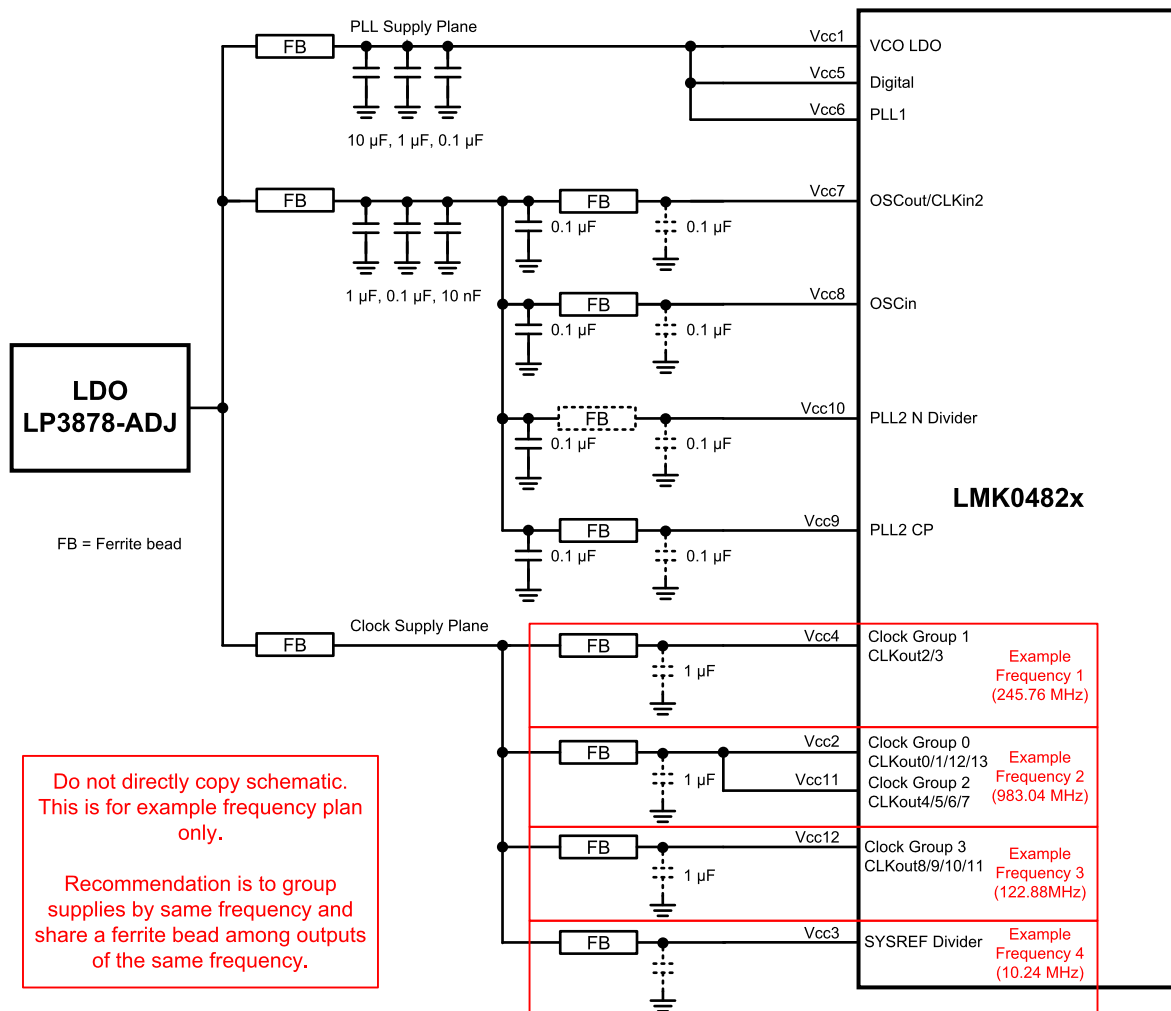 PLL Supply Plane
FB
10 µF, 1 µF, 0.1 µF
Vcc1
VCO LDO
Vcc5
Digital
Vcc6
PLL1
FB
1 µF, 0.1 µF, 10 nF
0.1 µF
FB
0.1 µF
Vcc7
OSCout/CLKin2
0.1 µF
FB
0.1 µF
Vcc8
OSCin
0.1 µF
FB
0.1 µF
Vcc10
PLL2 N Divider
0.1 µF
FB
0.1 µF
Vcc9
PLL2 CP
LDO
LP3878-ADJ
LMK0482x
FB = Ferrite bead
FB
Clock Supply Plane
FB
1 µF
Vcc4
Clock Group 1
CLKout2/3
Example
Frequency 1
(245.76 MHz)
FB
1 µF
Vcc2
Clock Group 0
CLKout0/1/12/13
Vcc11
Clock Group 2
CLKout4/5/6/7
Example
Frequency 2
(983.04 MHz)
FB
1 µF
Vcc12
Clock Group 3
CLKout8/9/10/11
Example
Frequency 3
(122.88MHz)
FB
Vcc3
SYSREF Divider
Example
Frequency 4
(10.24 MHz)
Do not directly copy schematic.
This is for example frequency plan
only.
Recommendation is to group
supplies by same frequency and
share a ferrite bead among outputs
of the same frequency.